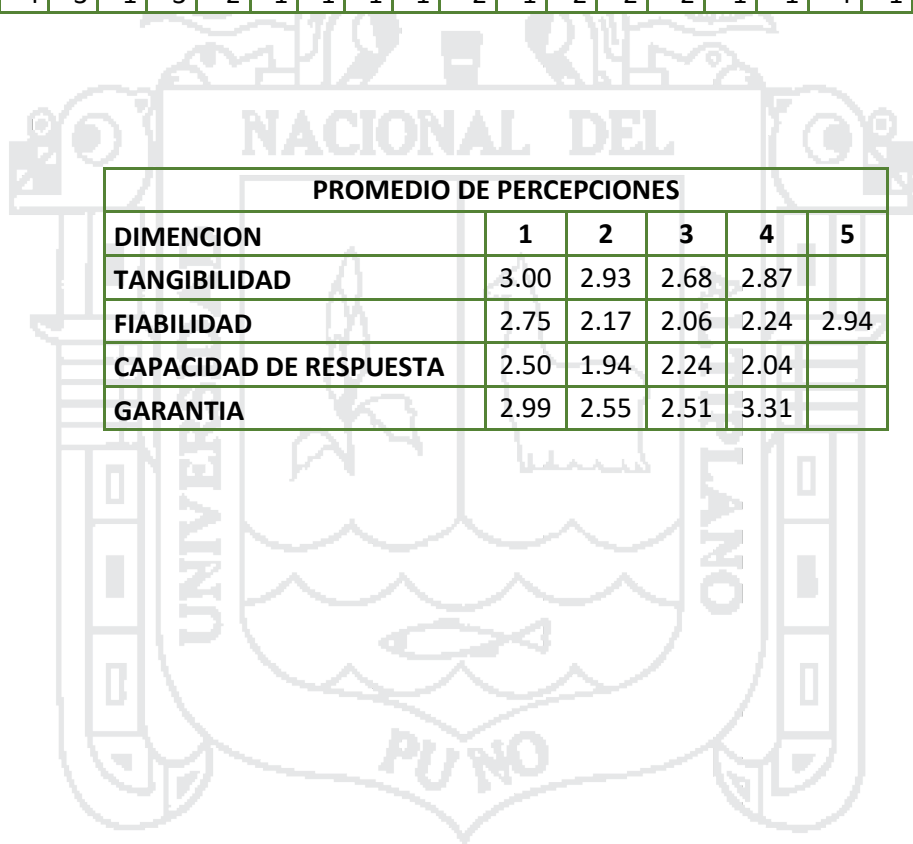 NACIONAL DEL
PROMEDIO DE PERCEPCIONES
DIMENCION 1 2 3 4 5
TANGIBILIDAD 3.00 2.93 2.68 2.87
FIABILIDAD 2.75 2.17 2.06 2.24 2.94
CAPACIDAD DE RESPUESTA 2.50 1.94 2.24 2.04
GARANTIA 2.99 2.55 2.51 3.31
UNIVERSIDAD
ALTIPLANO
PUNO